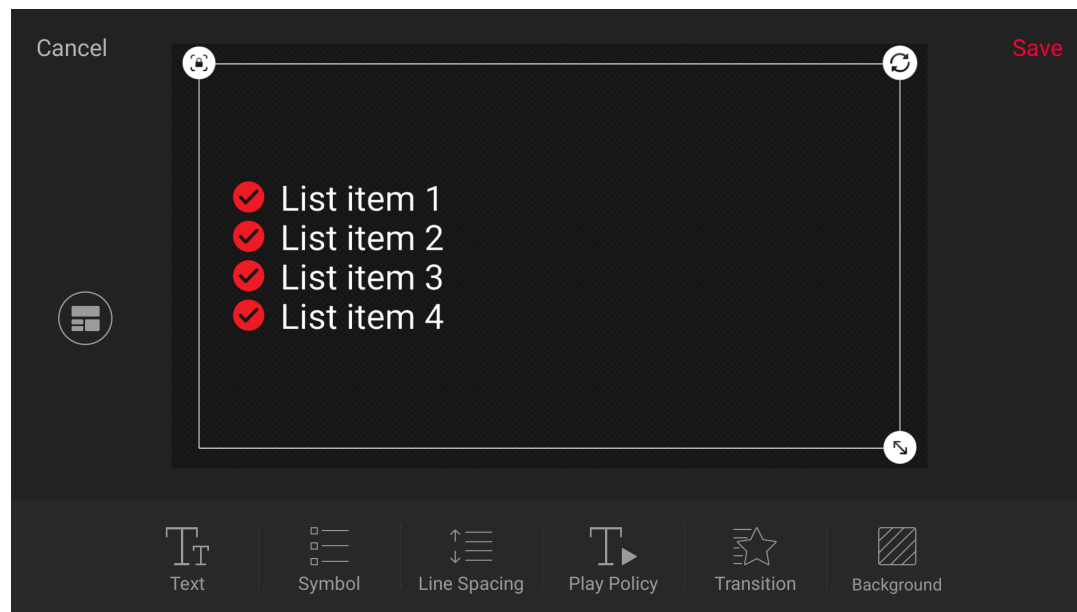 Cancel
Save
List item 1
List item 2
List item 3
List item 4
Text
Symbol
Line Spacing
Play Policy
Transition
Background